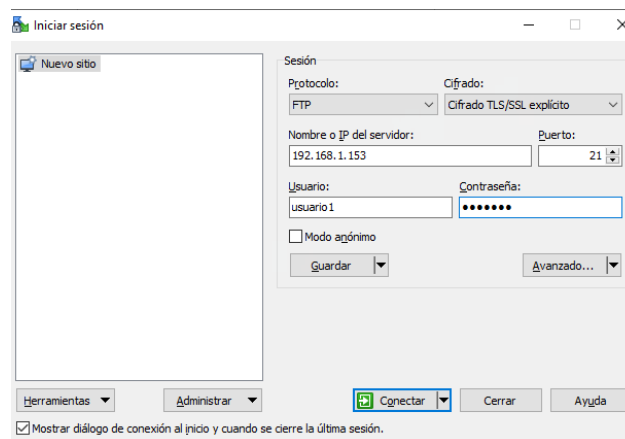 Iniciar sesión
Nuevo sitio
Sesión
Protocolo:
Cifrado:
FTP
Cifrado TLS/SSL explícito
Nombre o IP del servidor:
Puerto:
192.168.1.153
21
Usuario:
Contraseña:
usuario1
●●●●●●●
Modo anónimo
Guardar
Avanzado...
Herramientas
Administrar
Conectar
Cerrar
Ayuda
Mostrar diálogo de conexión al inicio y cuando se cierre la última sesión.